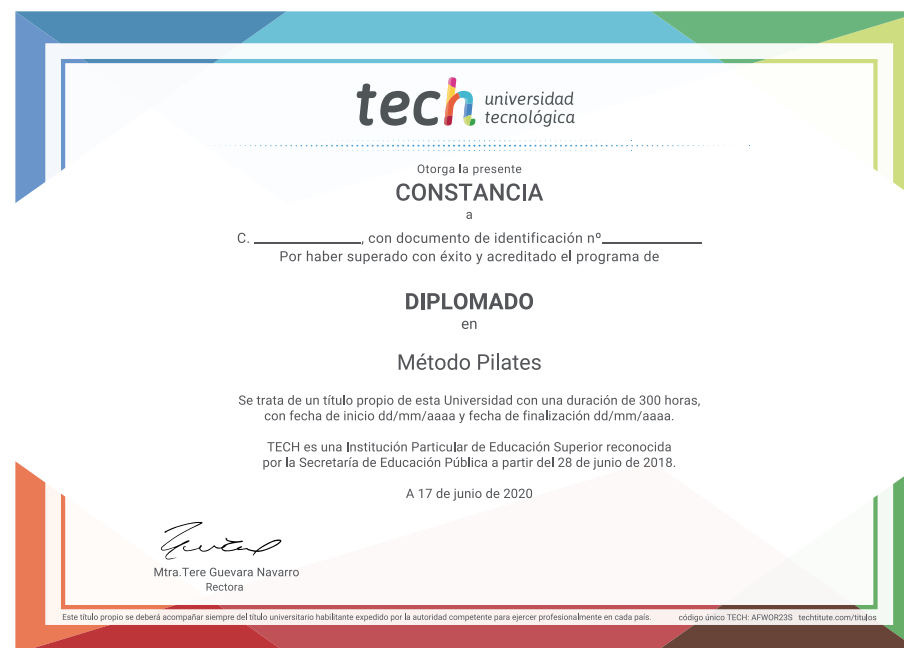 tech universidad
tecnológica
Otorga la presente
CONSTANCIA
a
C. ____________, con documento de identificación nº____________
Por haber superado con éxito y acreditado el programa de
DIPLOMADO
en
Método Pilates
Se trata de un título propio de esta Universidad con una duración de 300 horas,
con fecha de inicio dd/mm/aaaa y fecha de finalización dd/mm/aaaa.
TECH es una Institución Particular de Educación Superior reconocida
por la Secretaría de Educación Pública a partir del 28 de junio de 2018.
A 17 de junio de 2020
Mtra.Tere Guevara Navarro
Rectora
Este título propio se deberá acompañar siempre del título universitario habilitante expedido por la autoridad competente para ejercer profesionalmente en cada país. código único TECH: AFWOR23S techtitute.com/titulos